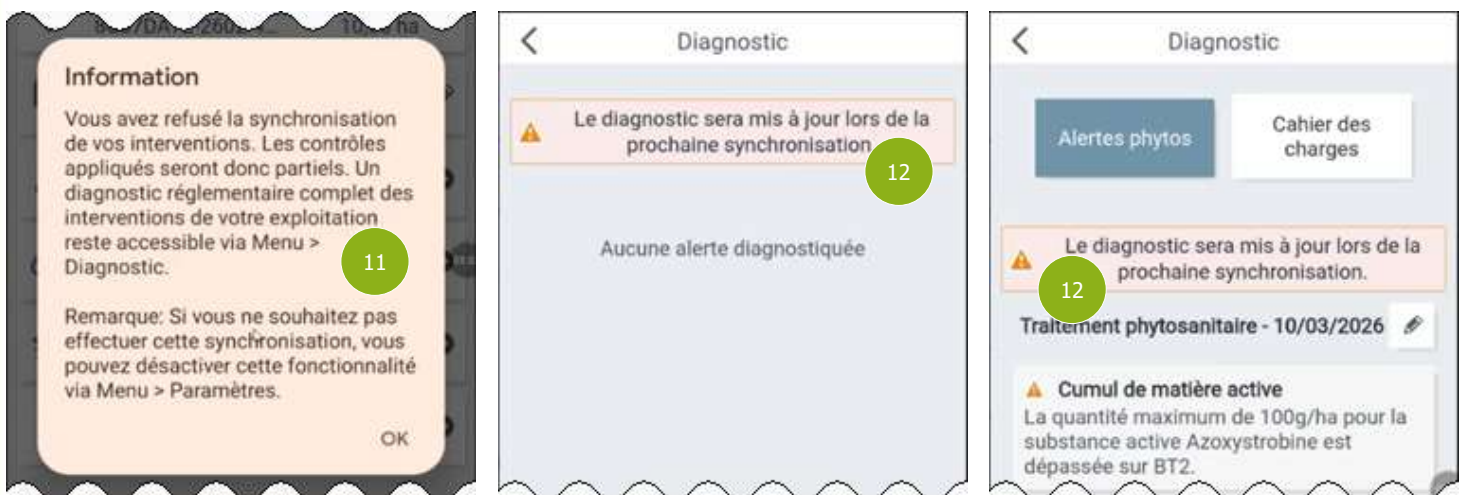 Information
Vous avez refusé la synchronisation
de vos interventions. Les contrôles
appliqués seront donc partiels. Un
diagnostic réglementaire complet des
interventions de votre exploitation
reste accessible via Menu >
Diagnostic.
11
Remarque: Si vous ne souhaitez pas
effectuer cette synchronisation, vous
pouvez désactiver cette fonctionnalité
via Menu > Paramètres.
OK
Diagnostic
Le diagnostic sera mis à jour lors de la
prochaine synchronisation
12
Aucune alerte diagnostiquée
Diagnostic
Alertes phytos
Cahier des
charges
Le diagnostic sera mis à jour lors de la
prochaine synchronisation.
12
Traitement phytosanitaire - 10/03/2026
Cumul de matière active
La quantité maximum de 100g/ha pour la
substance active Azoxystrobine est
dépassée sur BT2.